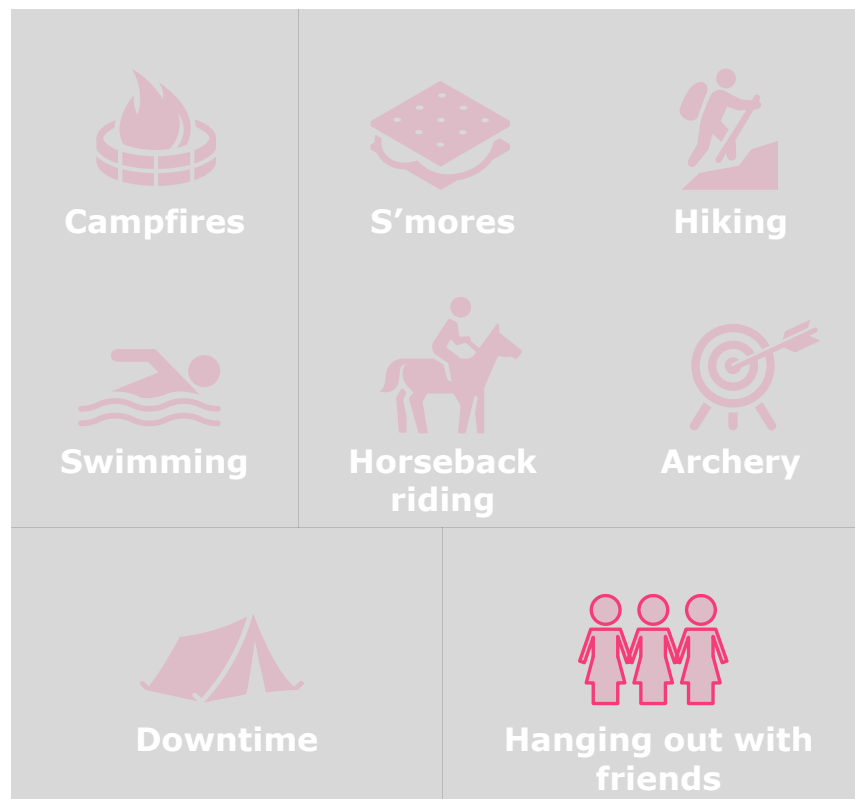 Campfires
S’mores
Hiking
Swimming
Horseback
riding
Archery
Downtime
Hanging out with
friends